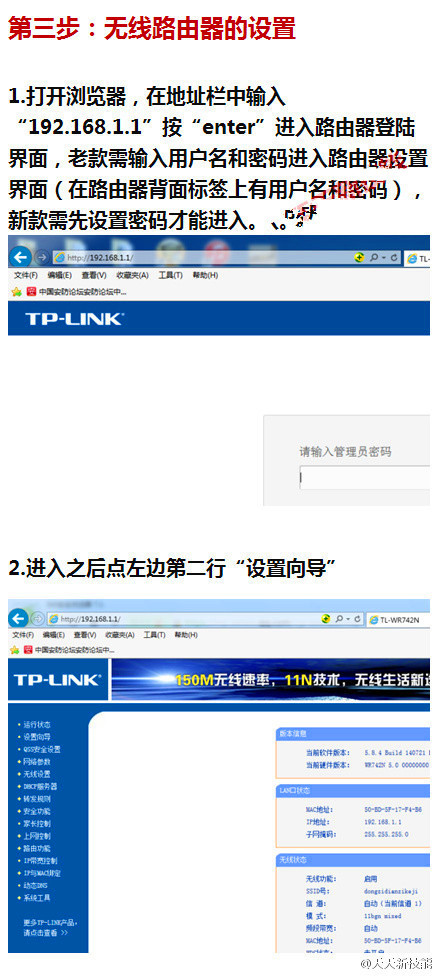 第三步：无线路由器的设置
1.打开浏览器，在地址栏中输入
“192.168.1.1”按“enter”进入路由器登陆
界面，老款需输入用户名和密码进入路由器设置
界面（在路由器背面标签上有用户名和密码），
新款需先设置密码才能进入。
http://192.168.1.1/
TL-
文件(F) 编辑(E) 查看(V) 收藏夹(A) 工具(T) 帮助(H)
中国安防论坛安防论坛中...
TP-LINK
请输入管理员密码
2.进入之后点左边第二行“设置向导”
http://192.168.1.1/
TL-WR742N
文件(F) 编辑(E) 查看(V) 收藏夹(A) 工具(T) 帮助(H)
中国安防论坛安防论坛中...
TP-LINK
150M无线速率，11N技术，无线生活新
运行状态
设置向导
QSS安全设置
网络参数
无线设置
DHCP服务器
转发规则
安全功能
家长控制
上网控制
路由功能
IP带宽控制
IP与MAC绑定
动态DNS
系统工具
更多TP-LINK产品，
请点击查看 >>
版本信息
当前软件版本： 5.8.4 Build 140721
当前硬件版本： WR742N 5.0 00000000
LAN口状态
MAC地址： 50-BD-5F-17-F4-B6
IP地址： 192.168.1.1
子网掩码： 255.255.255.0
无线状态
无线功能： 启用
SSID号： dongzidianzikeji
信 道： 自动（当前信道 1）
模 式： 11bgn mixed
频段带宽： 自动
MAC地址： 50-BD-5F-17-F4-B6
@天天新技能